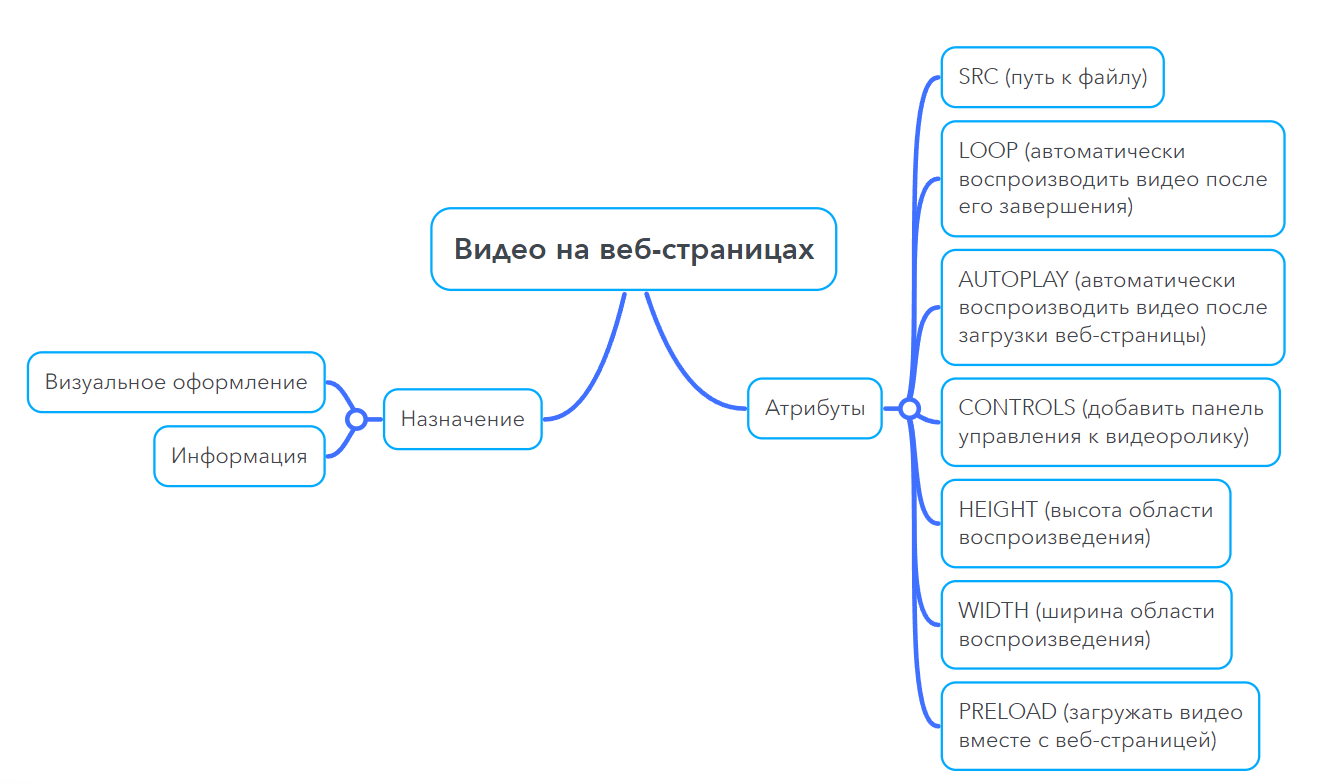 Видео на веб-страницах
Визуальное оформление
Информация
Назначение
Атрибуты
SRC (путь к файлу)
LOOP (автоматически
воспроизводить видео после
его завершения)
AUTOPLAY (автоматически
воспроизводить видео после
загрузки веб-страницы)
CONTROLS (добавить панель
управления к видеоролику)
HEIGHT (высота области
воспроизведения)
WIDTH (ширина области
воспроизведения)
PRELOAD (загружать видео
вместе с веб-страницей)